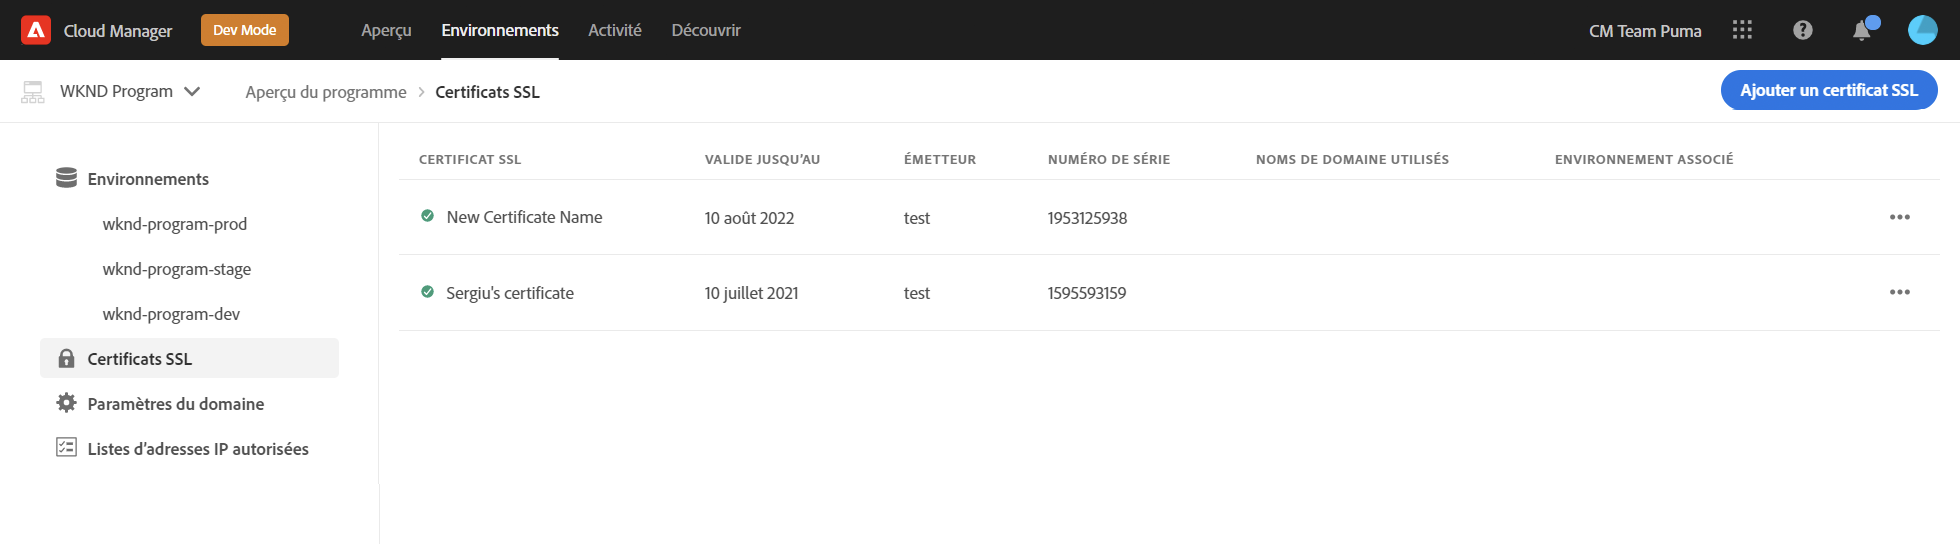 Cloud Manager Dev Mode Aperçu Environnements Activité Découvrir CM Team Puma
WKND Program Aperçu du programme > Certificats SSL Ajouter un certificat SSL
Environnements
wknd-program-prod
wknd-program-stage
wknd-program-dev
Certificats SSL
Paramètres du domaine
Listes d’adresses IP autorisées
CERTIFICAT SSL VALIDE JUSQU’AU ÉMETTEUR NUMÉRO DE SÉRIE NOMS DE DOMAINE UTILISÉS ENVIRONNEMENT ASSOCIÉ
New Certificate Name 10 août 2022 test 1953125938
Sergiu's certificate 10 juillet 2021 test 1595593159